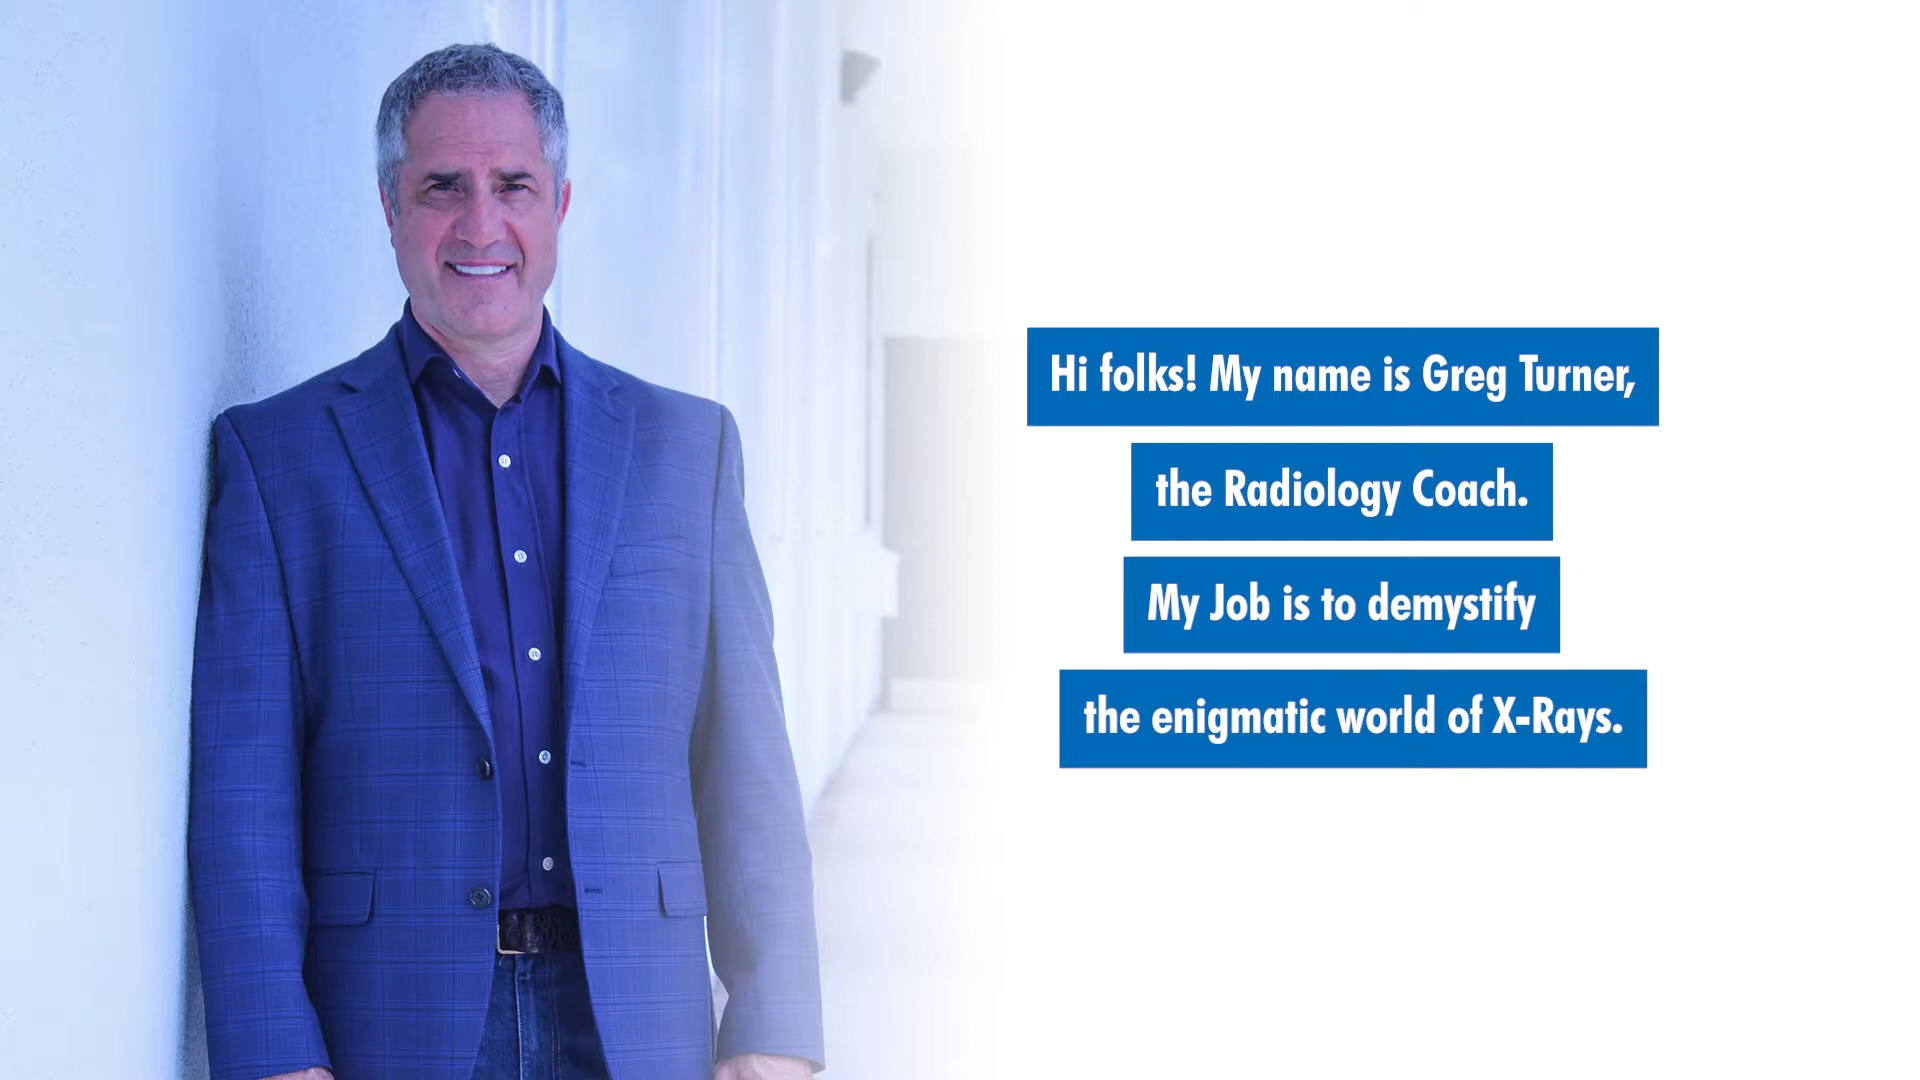 Hi folks! My name is Greg Turner,
the Radiology Coach.
My Job is to demystify
the enigmatic world of X-Rays.